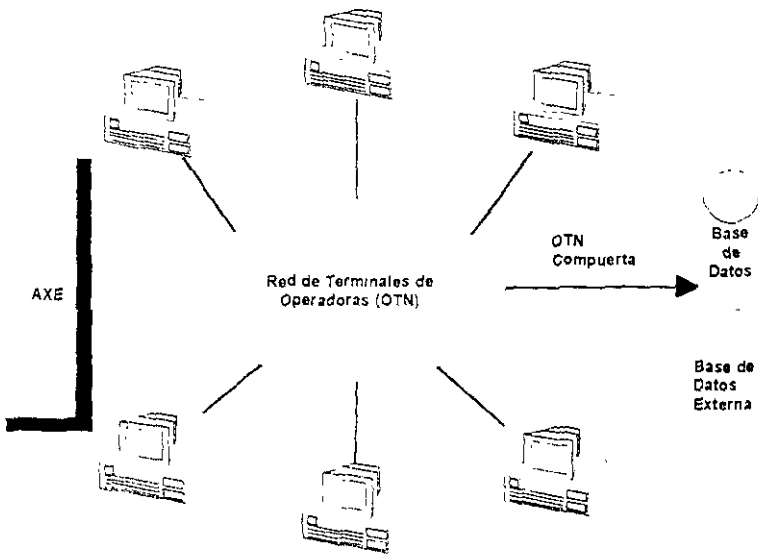 AXE
Red de Terminales de
Operadoras (OTN)
OTN
Compuerta
Base
de
Datos
Base de
Datos
Externa